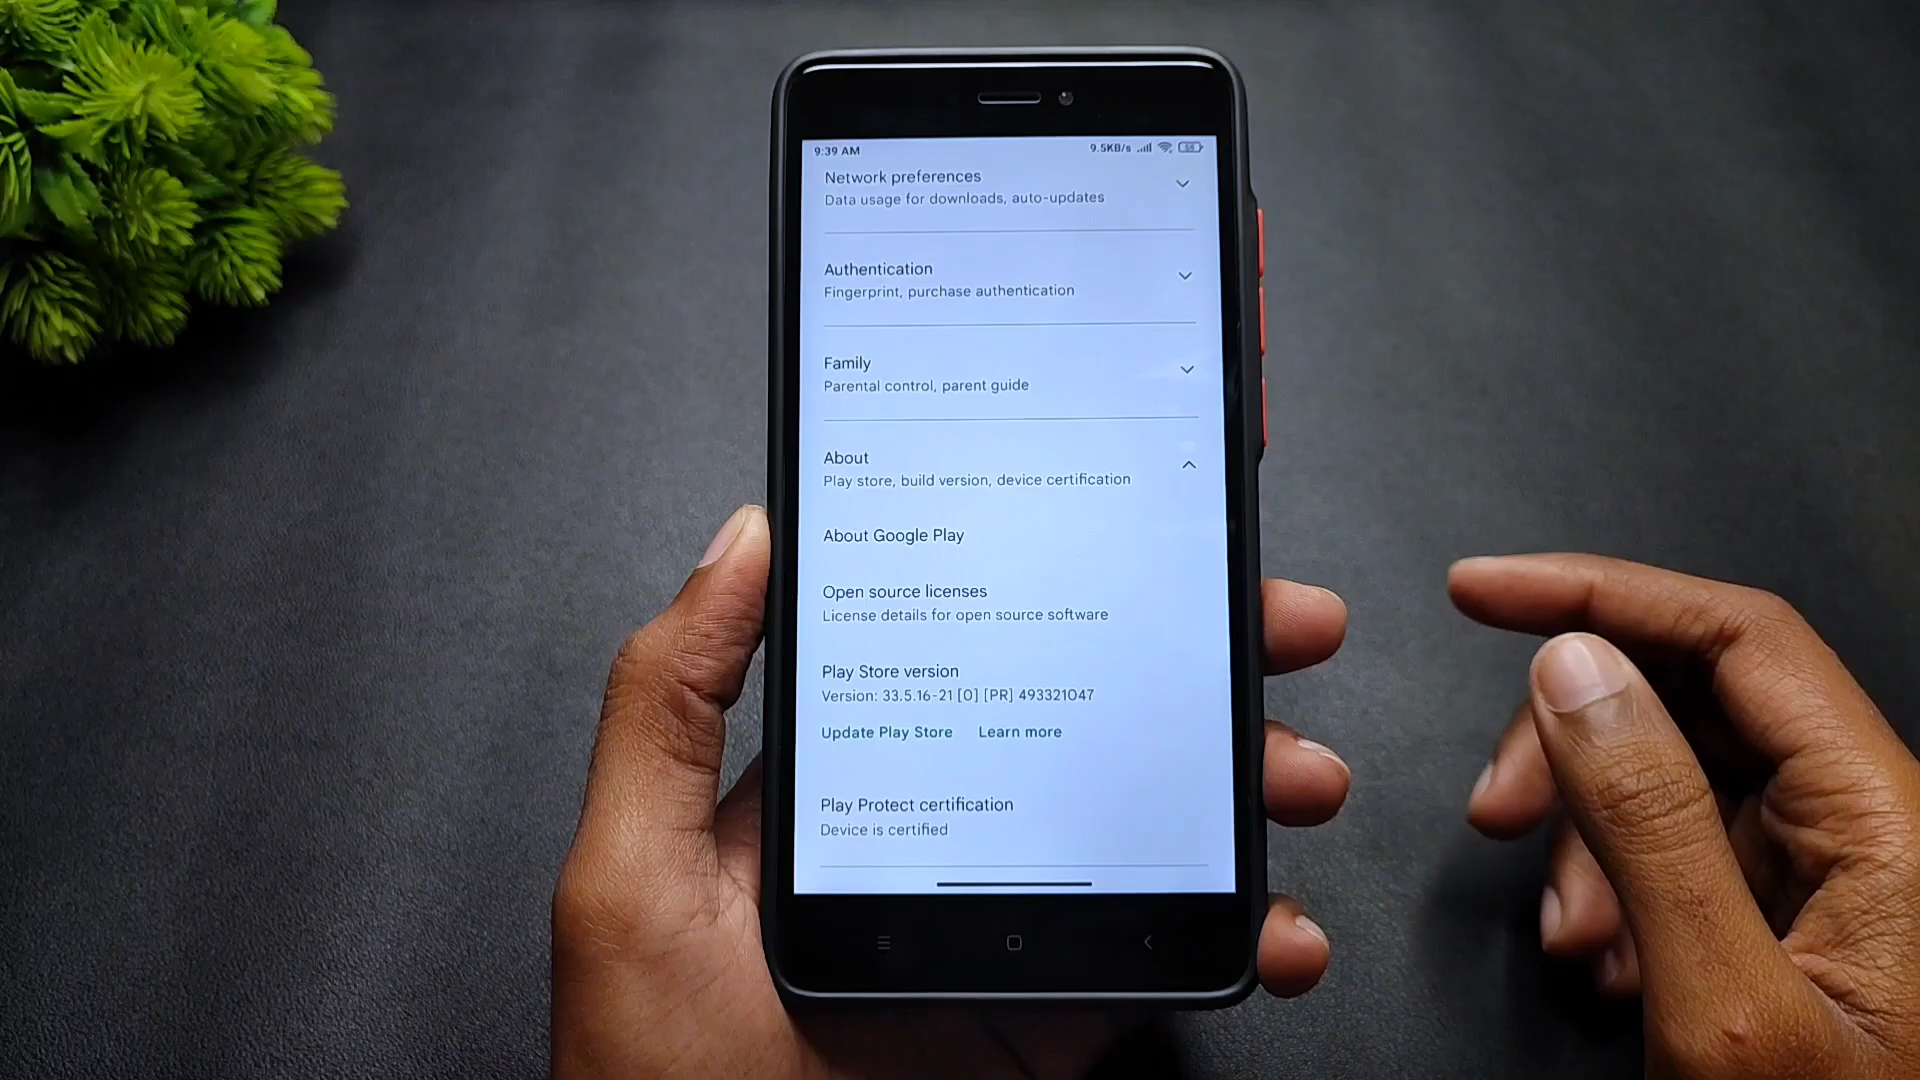 9:39 AM 9.5KB/s
Network preferences
Data usage for downloads, auto-updates
Authentication
Fingerprint, purchase authentication
Family
Parental control, parent guide
About
Play store, build version, device certification
About Google Play
Open source licenses
License details for open source software
Play Store version
Version: 33.5.16-21 [0] [PR] 493321047
Update Play Store Learn more
Play Protect certification
Device is certified